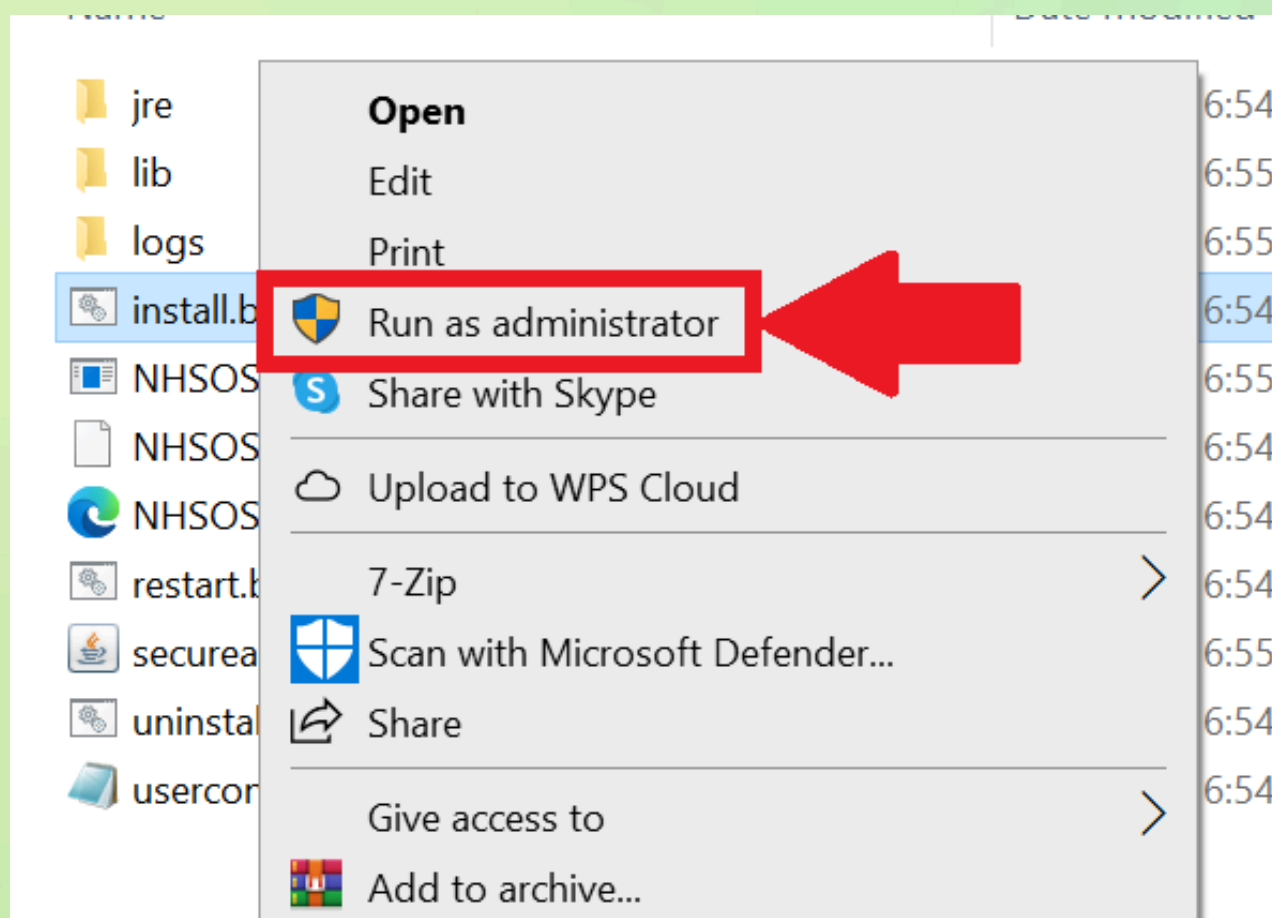 jre
lib
logs
install.b
NHSOS
NHSOS
NHSOS
restart.b
securea
uninstal
usercon
Open
Edit
Print
Run as administrator
S
Share with Skype
Upload to WPS Cloud
7-Zip
Scan with Microsoft Defender...
Share
Give access to
Add to archive...
6:54
6:55
6:55
6:54
6:55
6:54
6:54
6:54
6:55
6:54
6:54